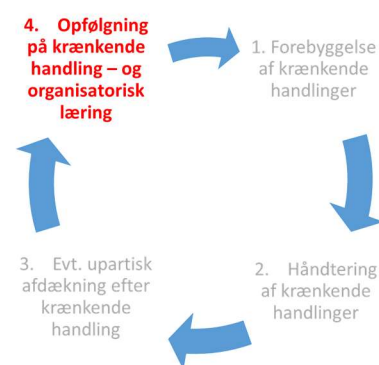 4. Opfølgning
på krænkende
handling – og
organisatorisk
læring
1. Forebyggelse
af krænkende
handlinger
2. Håndtering
af krænkende
handlinger
3. Evt. upartisk
afdækning efter
krænkende
handling